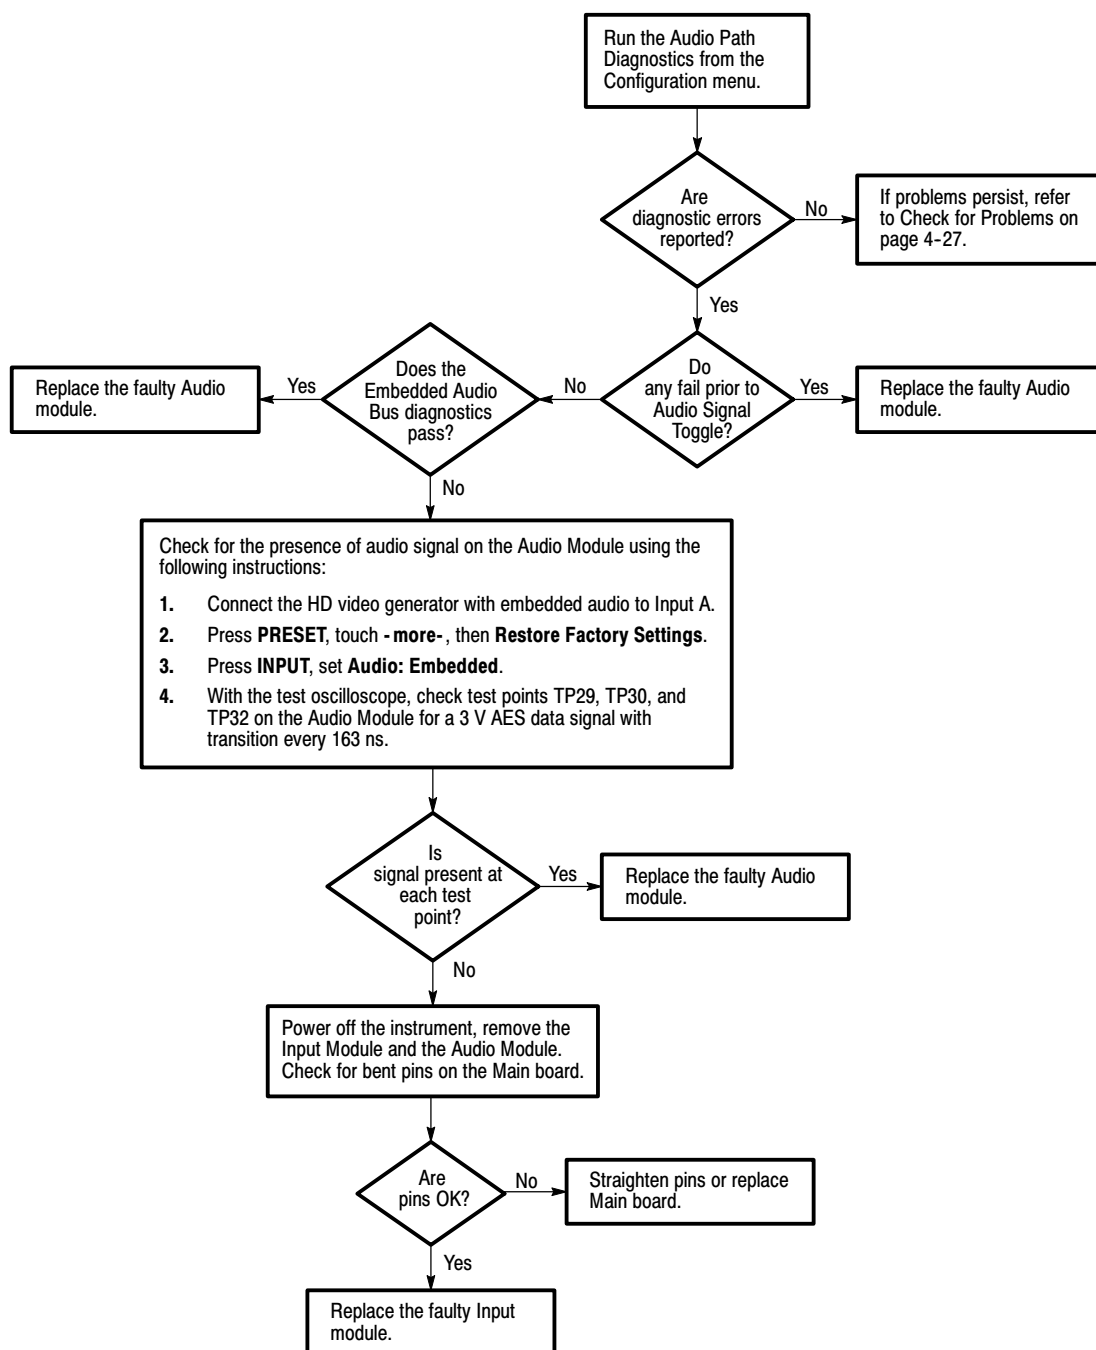 Run the Audio Path
Diagnostics from the
Configuration menu.
Are
diagnostic errors
reported?
No
If problems persist, refer
to Check for Problems on
page 4-27.
Yes
Do
any fail prior to
Audio Signal
Toggle?
Yes
Replace the faulty Audio
module.
No
Does the
Embedded Audio
Bus diagnostics
pass?
Yes
Replace the faulty Audio
module.
No
Check for the presence of audio signal on the Audio Module using the
following instructions:
1. Connect the HD video generator with embedded audio to Input A.
2. Press PRESET, touch -more-, then Restore Factory Settings.
3. Press INPUT, set Audio: Embedded.
4. With the test oscilloscope, check test points TP29, TP30, and
TP32 on the Audio Module for a 3 V AES data signal with
transition every 163 ns.
Is
signal present at
each test
point?
Yes
Replace the faulty Audio
module.
No
Power off the instrument, remove the
Input Module and the Audio Module.
Check for bent pins on the Main board.
Are
pins OK?
No
Straighten pins or replace
Main board.
Yes
Replace the faulty Input
module.